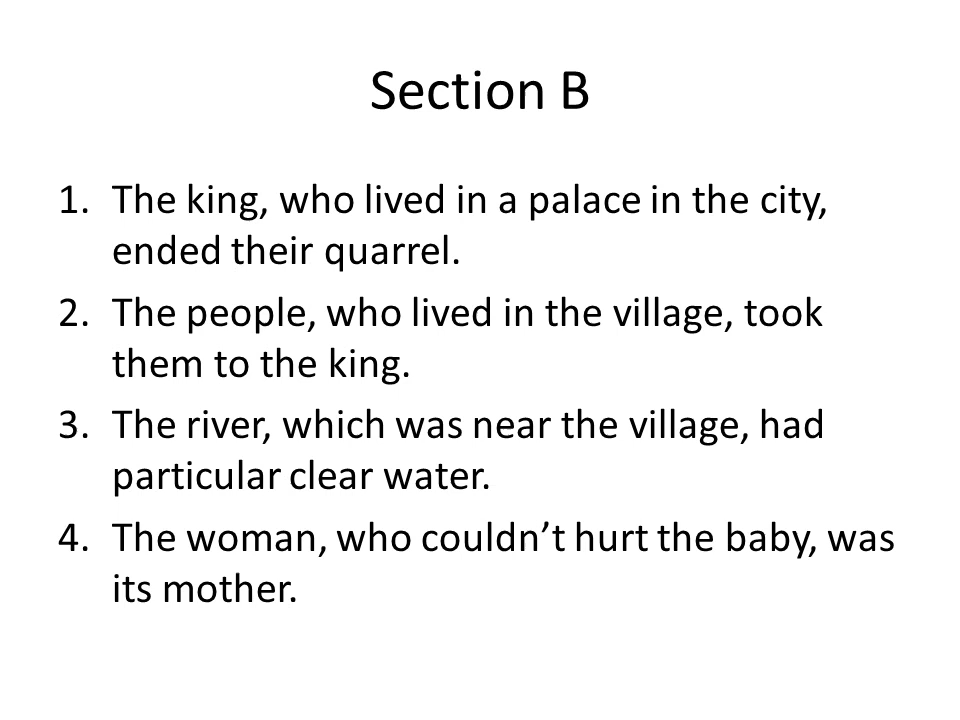 Section B
1. The king, who lived in a palace in the city,
ended their quarrel.
2. The people, who lived in the village, took
them to the king.
3. The river, which was near the village, had
particular clear water.
4. The woman, who couldn’t hurt the baby, was
its mother.